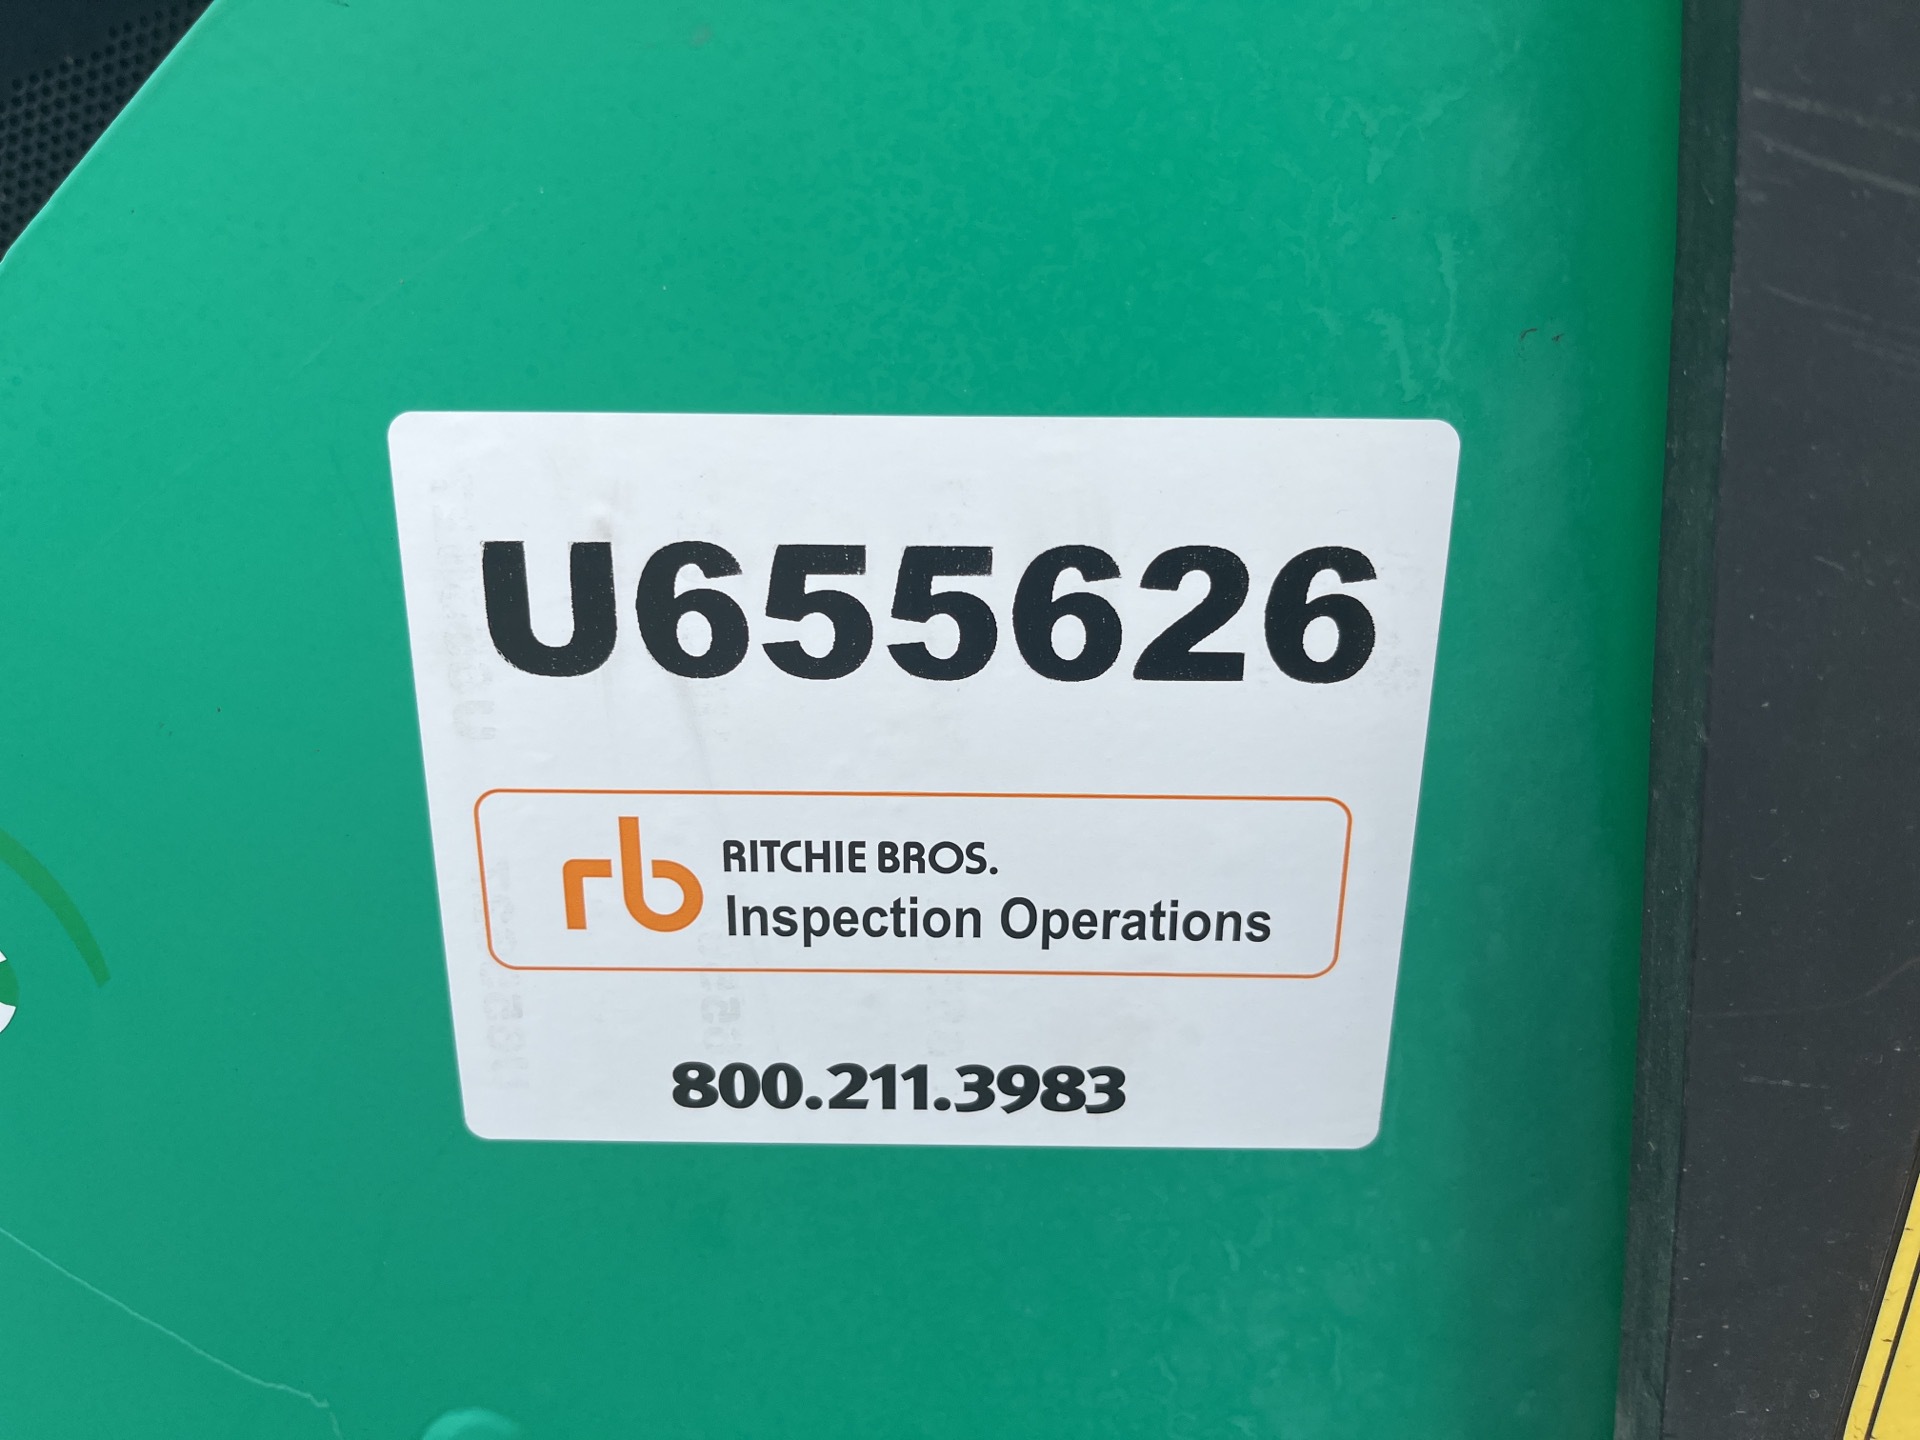 U655626
rb RITCHIE BROS.
Inspection Operations
800.211.3983